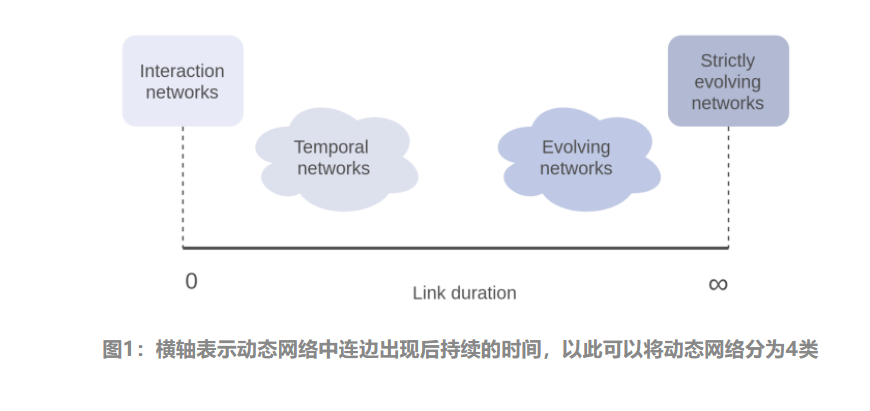 Interaction
networks
Temporal
networks
Evolving
networks
Strictly
evolving
networks
0
Link duration
∞
图1：横轴表示动态网络中连边出现后持续的时间，以此可以将动态网络分为4类